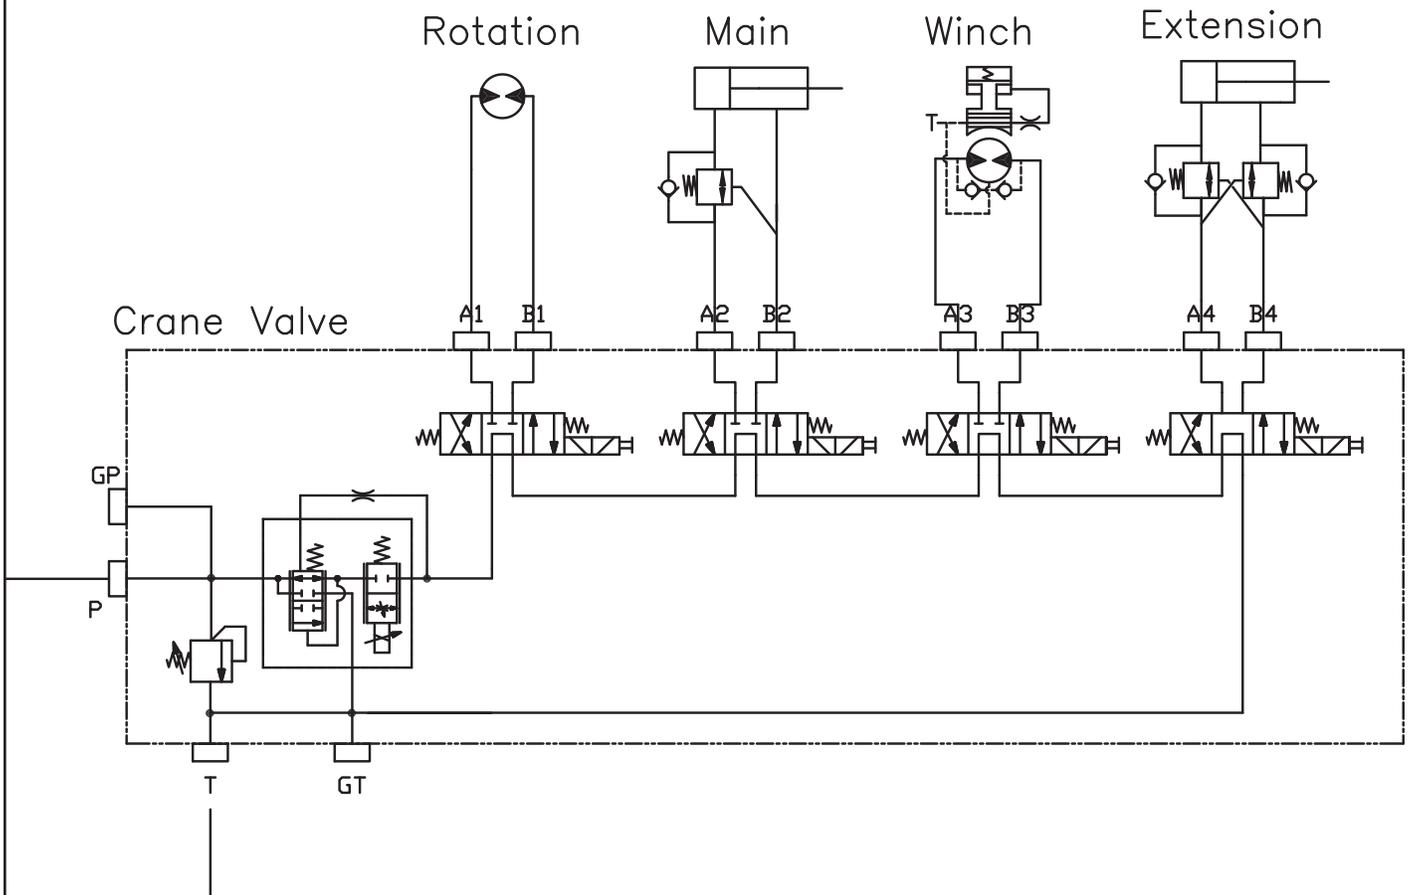 Rotation
Main
Winch
Extension
T
Crane Valve
A1
B1
A2
B2
A3
B3
A4
B4
GP
P
T
GT